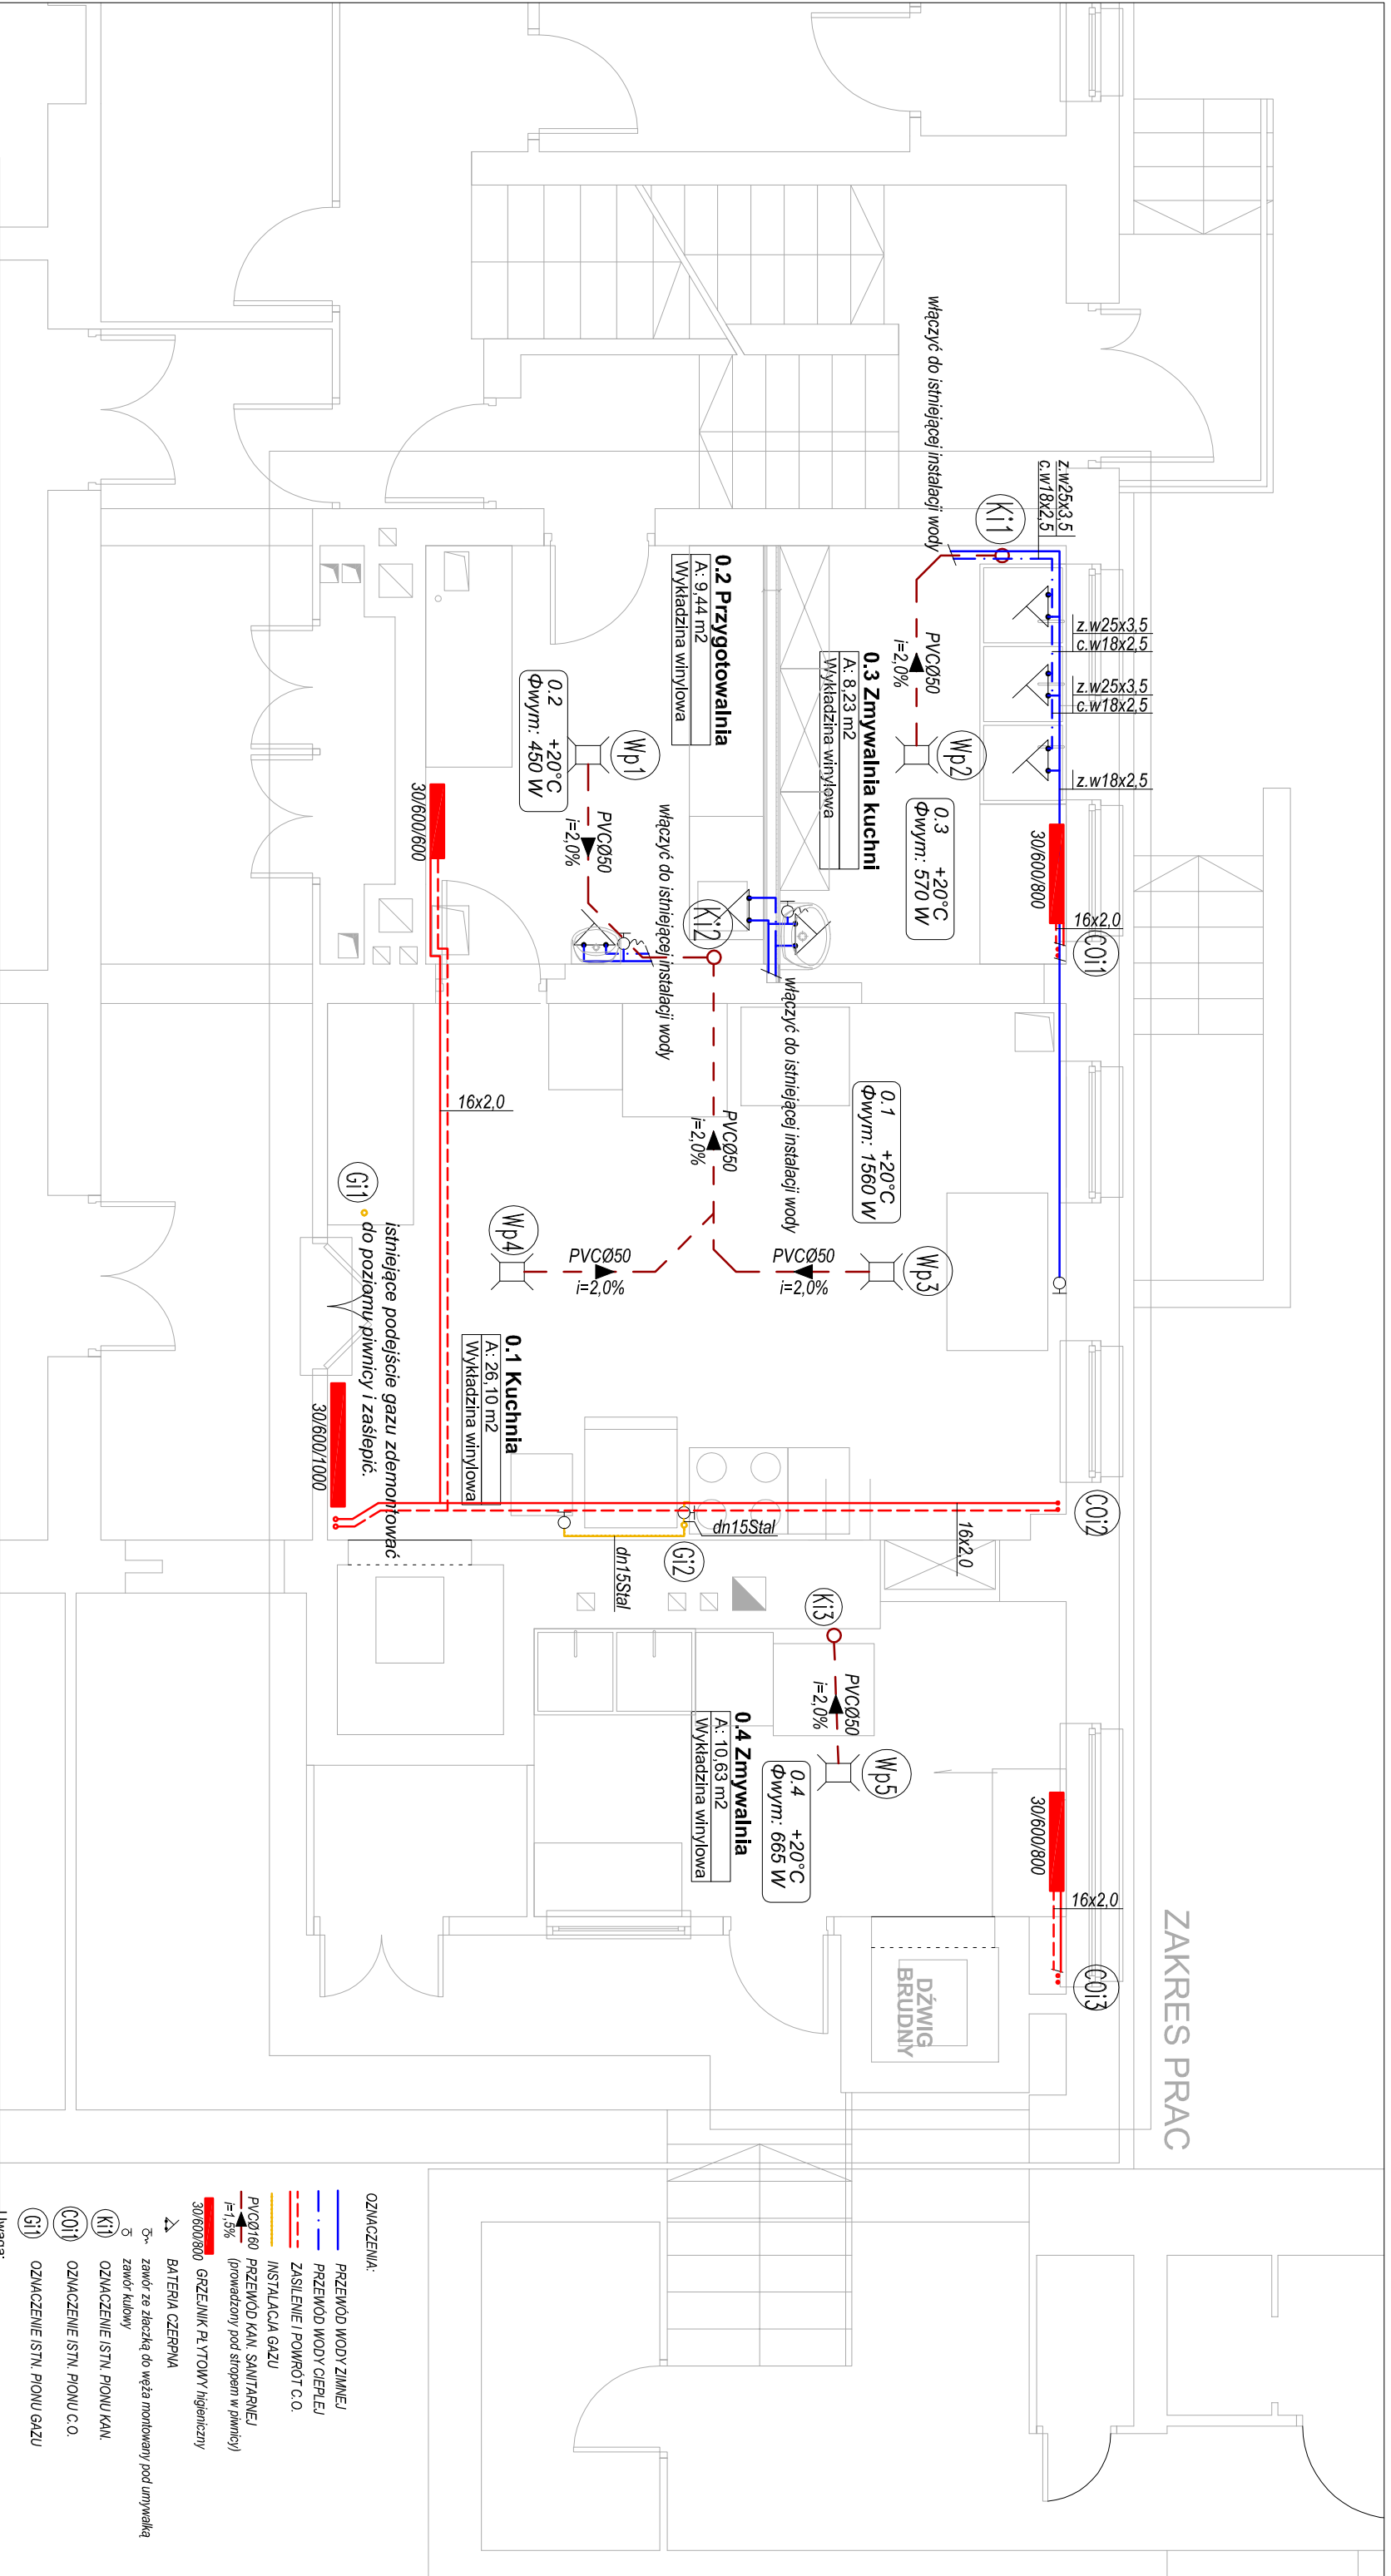 ZAKRES PRAC
z.w25x3,5
c.w18x2,5
z.w25x3,5
c.w18x2,5
z.w25x3,5
c.w18x2,5
z.w18x2,5
30/600/800
16x2,0
COi1
COi2
16x2,0
30/600/800
16x2,0
COi3
włączyć do istniejącej instalacji wody
Ki1
PVCØ50
i=2,0%
Wp2
0.3 +20°C
Φwym: 570 W
0.3 Zmywalnia kuchni
A: 8,23 m2
Wykładzina winylowa
0.1 +20°C
Φwym: 1560 W
Wp3
PVCØ50
i=2,0%
włączyć do istniejącej instalacji wody
0.2 Przygotowalnia
A: 9,44 m2
Wykładzina winylowa
Ki2
PVCØ50
i=2,0%
włączyć do istniejącej instalacji wody
Wp1
PVCØ50
i=2,0%
0.2 +20°C
Φwym: 450 W
30/600/600
16x2,0
Wp4
PVCØ50
i=2,0%
0.1 Kuchnia
A: 26,10 m2
Wykładzina winylowa
Gi1
istniejące podejście gazu zdemontować
do poziomu piwnicy i zaślepić.
30/600/1000
dn15Stal
Gi2
dn15Stal
Ki3
PVCØ50
i=2,0%
Wp5
0.4 +20°C
Φwym: 665 W
0.4 Zmywalnia
A: 10,63 m2
Wykładzina winylowa
DŹWIG
BRUDNY
OZNACZENIA:
PRZEWÓD WODY ZIMNEJ
PRZEWÓD WODY CIEPŁEJ
ZASILENIE I POWRÓT C.O.
INSTALACJA GAZU
PVCØ160 PRZEWÓD KAN. SANITARNEJ
i=1,5% (prowadzony pod stropem w piwnicy)
30/600/800 GRZEJNIK PŁYTOWY higieniczny
BATERIA CZERPNA
zawór ze złaczką do węża montowany pod umywalką
zawór kulowy
Ki1 OZNACZENIE ISTN. PIONU KAN.
COi1 OZNACZENIE ISTN. PIONU C.O.
Gi1 OZNACZENIE ISTN. PIONU GAZU